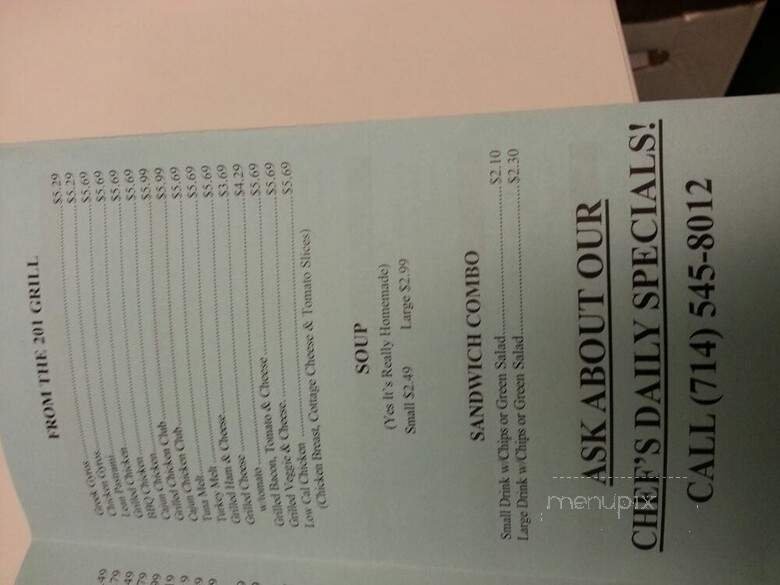 FROM THE 201 GRILL
Greek Gyros $5.29
Chicken Gyros $5.29
Lean Pastrami $5.69
Grilled Chicken $5.69
BBQ Chicken $5.69
Cajun Chicken $5.69
Grilled Chicken Club $5.99
Cajun Chicken Club $5.99
Tuna Melt $5.69
Turkey Melt $5.69
Grilled Ham & Cheese $5.69
Grilled Cheese $3.69
w/tomato $4.29
Grilled Bacon, Tomato & Cheese $5.69
Grilled Veggie & Cheese $5.69
Low Cal Chicken $5.69
(Chicken Breast, Cottage Cheese & Tomato Slices)
SOUP
(Yes It's Really Homemade)
Small $2.49 Large $2.99
SANDWICH COMBO
Small Drink w/Chips or Green Salad $2.10
Large Drink w/Chips or Green Salad $2.30
ASK ABOUT OUR
CHEF'S DAILY SPECIALS!
CALL (714) 545-8012
menupix